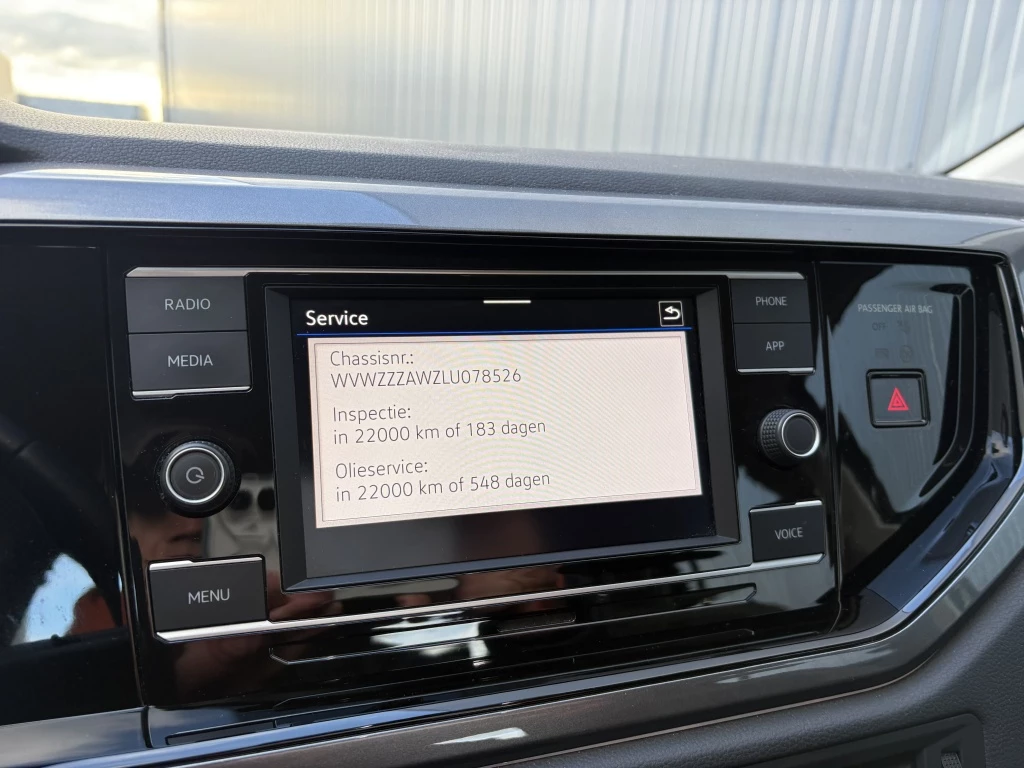 RADIO
MEDIA
MENU
Service
Chassisnr.:
WVWZZZAWZLU078526
Inspectie:
in 22000 km of 183 dagen
Olieservice:
in 22000 km of 548 dagen
PHONE
APP
VOICE
PASSENGER AIR BAG
OFF